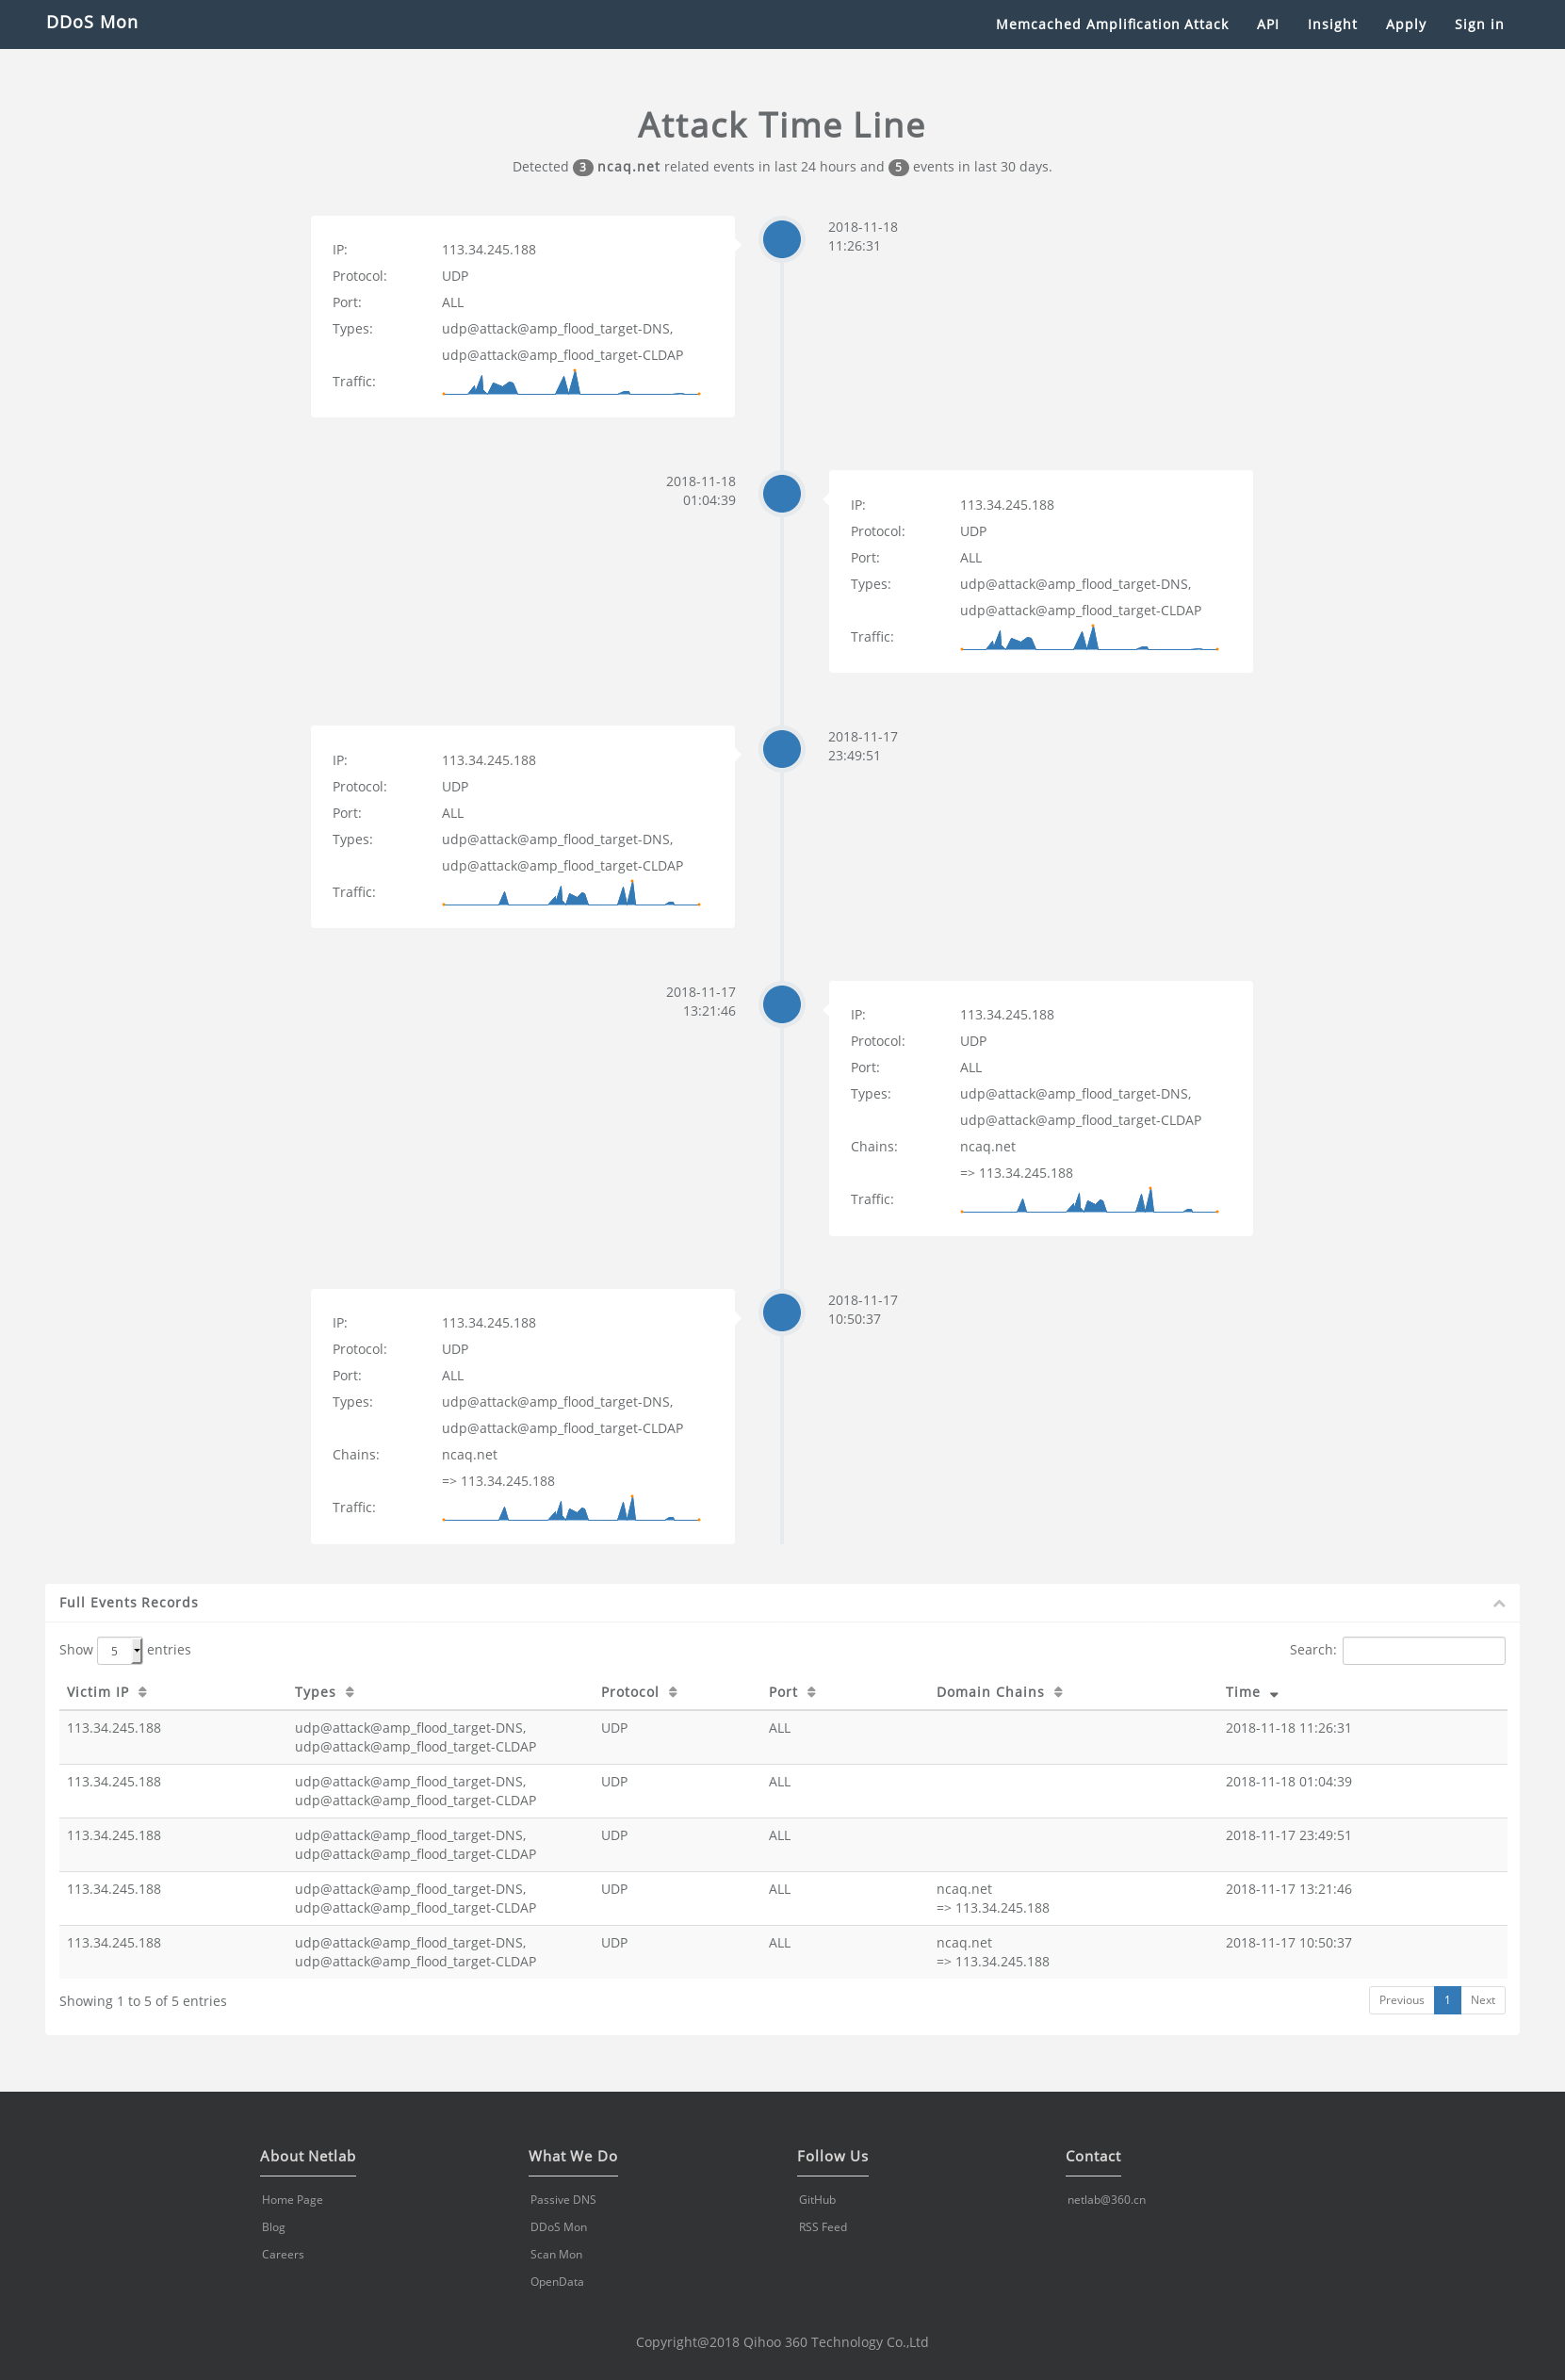 DDoS Mon
Memcached Amplification Attack API Insight Apply Sign in
Attack Time Line
Detected 3 ncaq.net related events in last 24 hours and 5 events in last 30 days.
2018-11-18
11:26:31
IP: 113.34.245.188
Protocol: UDP
Port: ALL
Types: udp@attack@amp_flood_target-DNS,
udp@attack@amp_flood_target-CLDAP
Traffic:
2018-11-18
01:04:39
IP: 113.34.245.188
Protocol: UDP
Port: ALL
Types: udp@attack@amp_flood_target-DNS,
udp@attack@amp_flood_target-CLDAP
Traffic:
2018-11-17
23:49:51
IP: 113.34.245.188
Protocol: UDP
Port: ALL
Types: udp@attack@amp_flood_target-DNS,
udp@attack@amp_flood_target-CLDAP
Traffic:
2018-11-17
13:21:46
IP: 113.34.245.188
Protocol: UDP
Port: ALL
Types: udp@attack@amp_flood_target-DNS,
udp@attack@amp_flood_target-CLDAP
Chains: ncaq.net
=> 113.34.245.188
Traffic:
2018-11-17
10:50:37
IP: 113.34.245.188
Protocol: UDP
Port: ALL
Types: udp@attack@amp_flood_target-DNS,
udp@attack@amp_flood_target-CLDAP
Chains: ncaq.net
=> 113.34.245.188
Traffic:
Full Events Records
Show 5 entries
Search:
Victim IP Types Protocol Port Domain Chains Time
113.34.245.188 udp@attack@amp_flood_target-DNS, UDP ALL 2018-11-18 11:26:31
udp@attack@amp_flood_target-CLDAP
113.34.245.188 udp@attack@amp_flood_target-DNS, UDP ALL 2018-11-18 01:04:39
udp@attack@amp_flood_target-CLDAP
113.34.245.188 udp@attack@amp_flood_target-DNS, UDP ALL 2018-11-17 23:49:51
udp@attack@amp_flood_target-CLDAP
113.34.245.188 udp@attack@amp_flood_target-DNS, UDP ALL ncaq.net 2018-11-17 13:21:46
udp@attack@amp_flood_target-CLDAP => 113.34.245.188
113.34.245.188 udp@attack@amp_flood_target-DNS, UDP ALL ncaq.net 2018-11-17 10:50:37
udp@attack@amp_flood_target-CLDAP => 113.34.245.188
Showing 1 to 5 of 5 entries
Previous 1 Next
About Netlab
Home Page
Blog
Careers
What We Do
Passive DNS
DDoS Mon
Scan Mon
OpenData
Follow Us
GitHub
RSS Feed
Contact
netlab@360.cn
Copyright@2018 Qihoo 360 Technology Co.,Ltd